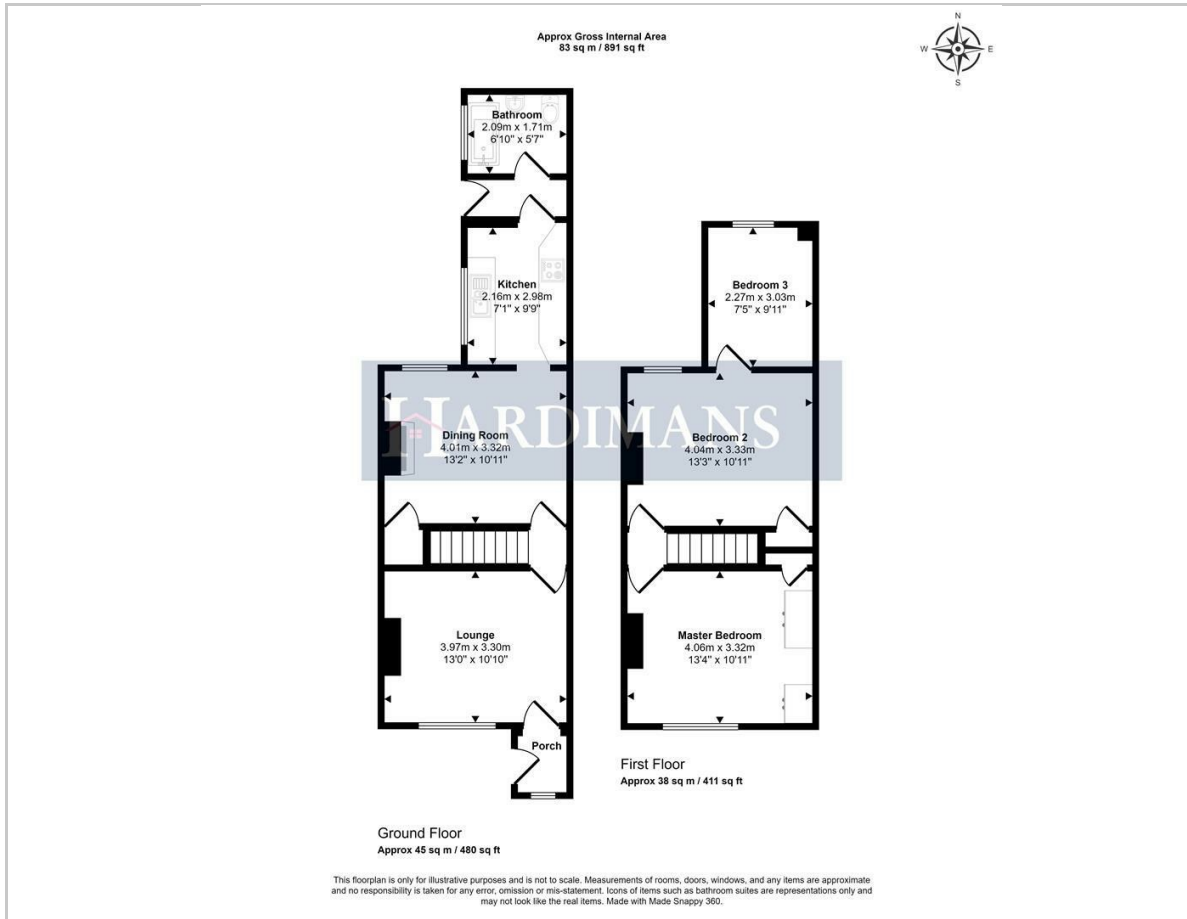 Approx Gross Internal Area
83 sq m / 891 sq ft
N
W
E
S
Bathroom
2.09m x 1.71m
6'10" x 5'7"
Kitchen
2.16m x 2.98m
7'1" x 9'9"
Bedroom 3
2.27m x 3.03m
7'5" x 9'11"
HARDIMANS
Dining Room
4.01m x 3.32m
13'2" x 10'11"
Bedroom 2
4.04m x 3.33m
13'3" x 10'11"
Lounge
3.97m x 3.30m
13'0" x 10'10"
Master Bedroom
4.06m x 3.32m
13'4" x 10'11"
Porch
First Floor
Approx 38 sq m / 411 sq ft
Ground Floor
Approx 45 sq m / 480 sq ft
This floorplan is only for illustrative purposes and is not to scale. Measurements of rooms, doors, windows, and any items are approximate
and no responsibility is taken for any error, omission or mis-statement. Icons of items such as bathroom suites are representations only and
may not look like the real items. Made with Made Snappy 360.